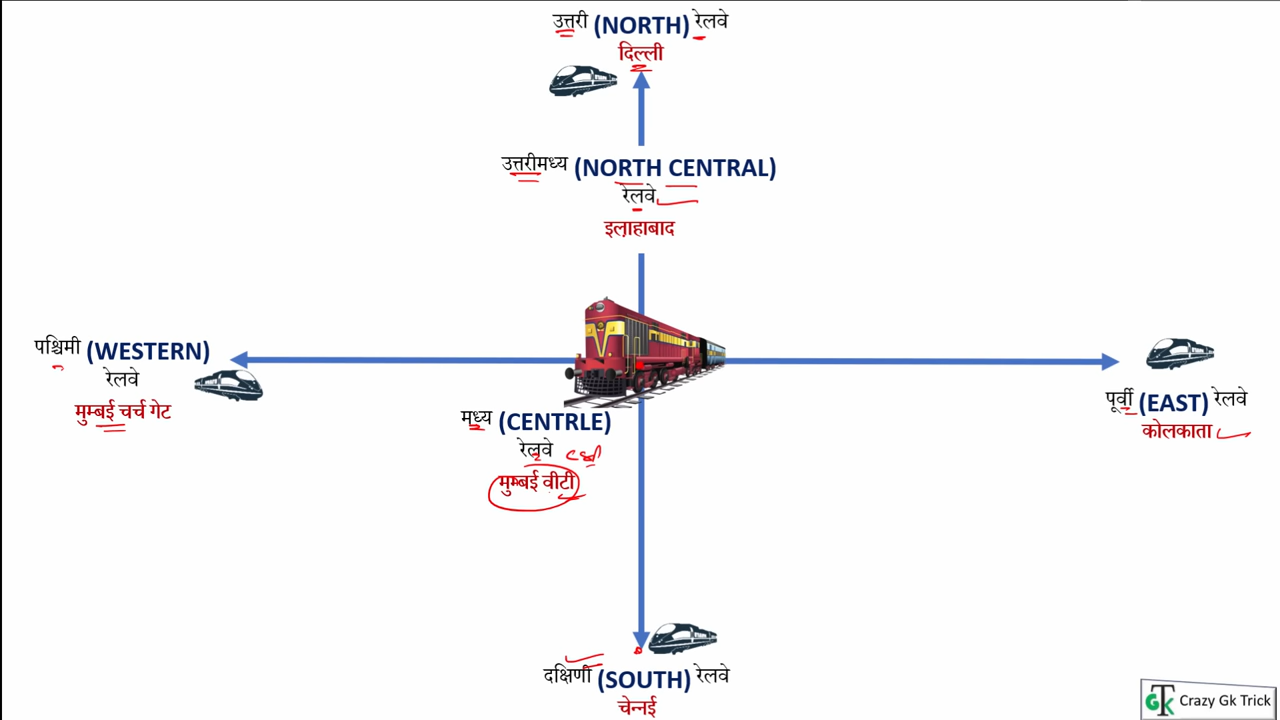 उत्तरी (NORTH) रेलवे
दिल्ली
उत्तरीमध्य (NORTH CENTRAL)
रेलवे
इलाहाबाद
पश्चिमी (WESTERN)
रेलवे
मुम्बई चर्च गेट
मध्य (CENTRLE)
रेलवे
मुम्बई वीटी
पूर्वी (EAST) रेलवे
कोलकाता
दक्षिणी (SOUTH) रेलवे
चेन्नई
GTK Crazy Gk Trick